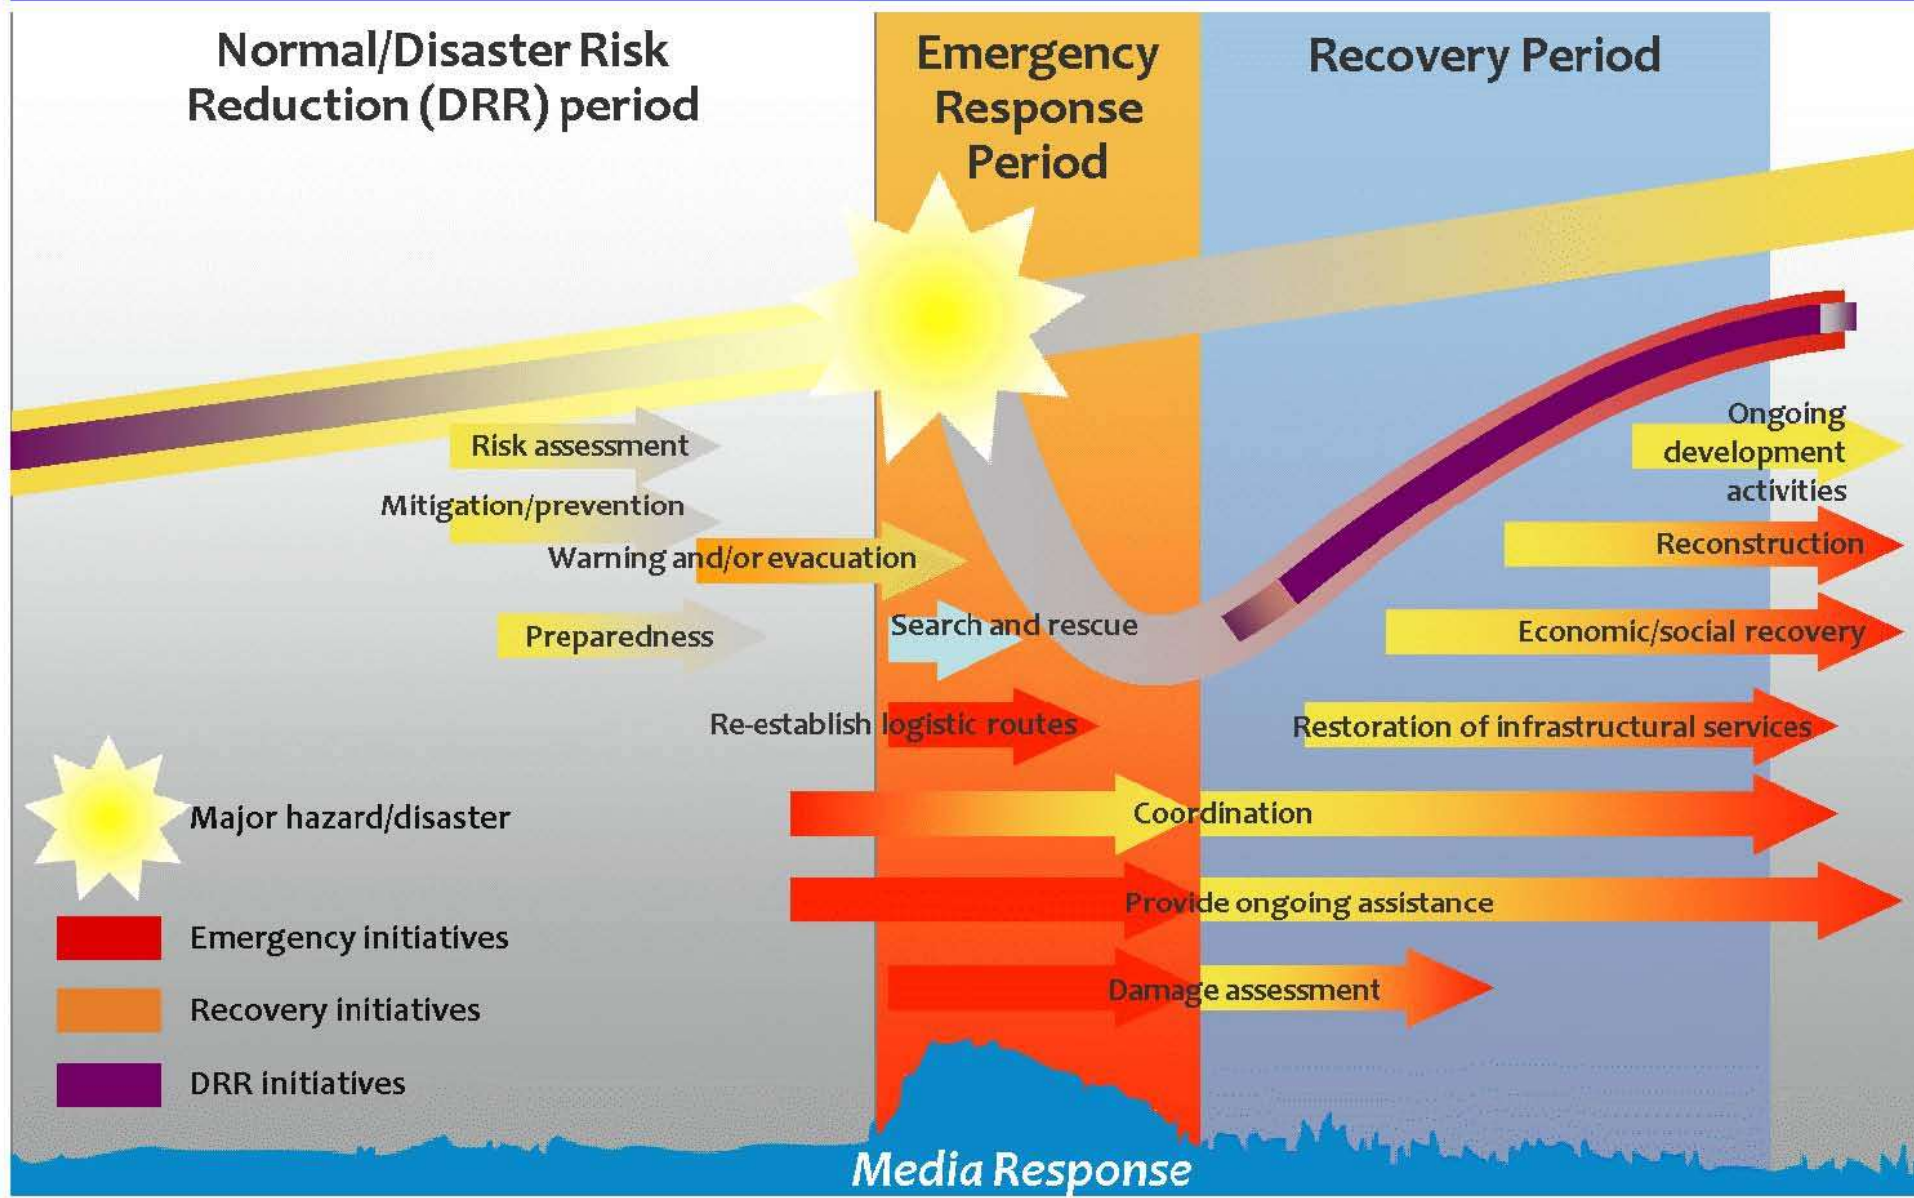 Normal/Disaster Risk
Reduction (DRR) period
Emergency
Response
Period
Recovery Period
Risk assessment
Mitigation/prevention
Warning and/or evacuation
Preparedness
Search and rescue
Re-establish logistic routes
Ongoing
development
activities
Reconstruction
Economic/social recovery
Restoration of infrastructural services
Coordination
Provide ongoing assistance
Damage assessment
Major hazard/disaster
Emergency initiatives
Recovery initiatives
DRR initiatives
Media Response